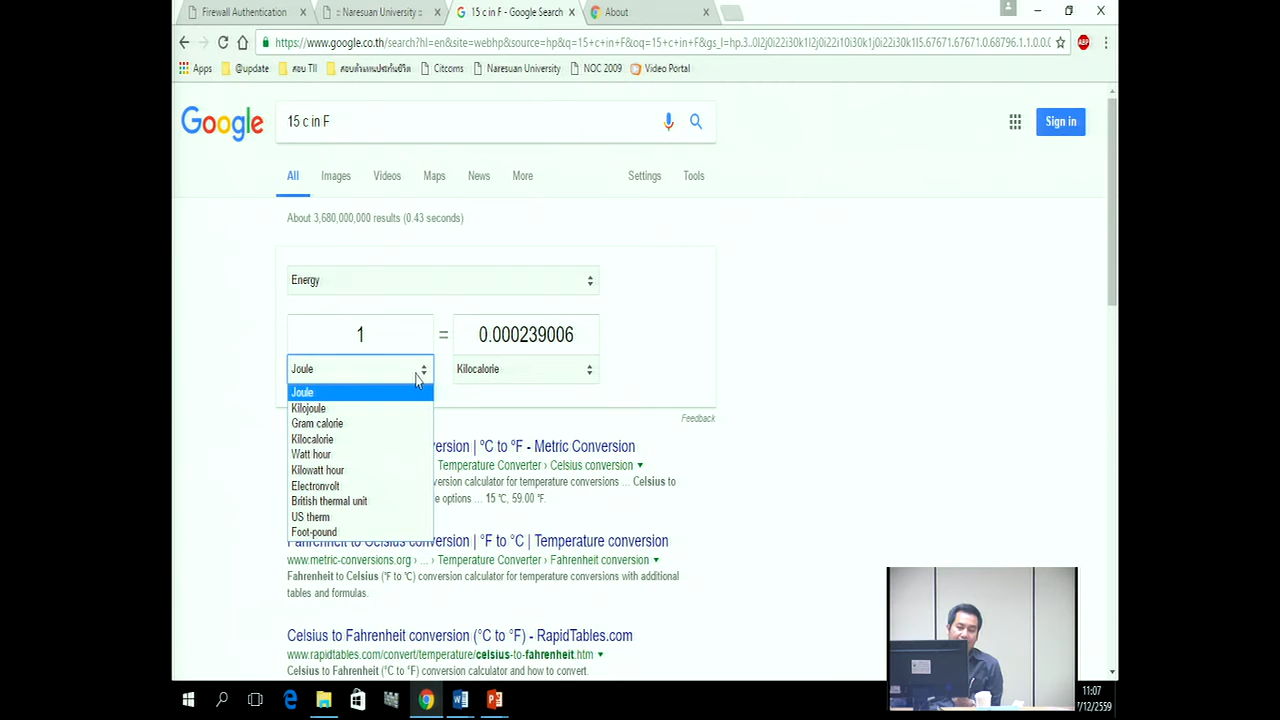 Firewall Authentication
:: Naresuan University ::
15 c in F - Google Search
About
https://www.google.co.th/search?hl=en&site=webhp&source=hp&q=15+c+in+F&oq=15+c+in+F&gs_l=hp.3..0l2j0i22i30k1l2j0i22i10i30k1j0i22i30k1l5.67671.67671.0.68796.1.1.0.0.
ABP
Apps
@update
สอบ TII
Citcoms
Naresuan University
NOC 2009
Video Portal
Google
15 c in F
Sign in
All
Images
Videos
Maps
News
More
Settings
Tools
About 3,680,000,000 results (0.43 seconds)
Energy
1
=
0.000239006
Joule
Kilocalorie
Joule
Kilojoule
Gram calorie
Kilocalorie
Watt hour
Kilowatt hour
Electronvolt
British thermal unit
US therm
Foot-pound
Feedback
version | °C to °F - Metric Conversion
Temperature Converter › Celsius conversion
version calculator for temperature conversions ... Celsius to
e options ... 15 °C, 59.00 °F.
Fahrenheit to Celsius conversion | °F to °C | Temperature conversion
www.metric-conversions.org › ... › Temperature Converter › Fahrenheit conversion
Fahrenheit to Celsius (°F to °C) conversion calculator for temperature conversions with additional
tables and formulas.
Celsius to Fahrenheit conversion (°C to °F) - RapidTables.com
www.rapidtables.com/convert/temperature/celsius-to-fahrenheit.htm
Celsius to Fahrenheit (°C to °F) conversion calculator and how to convert.
11:07
7/12/2559